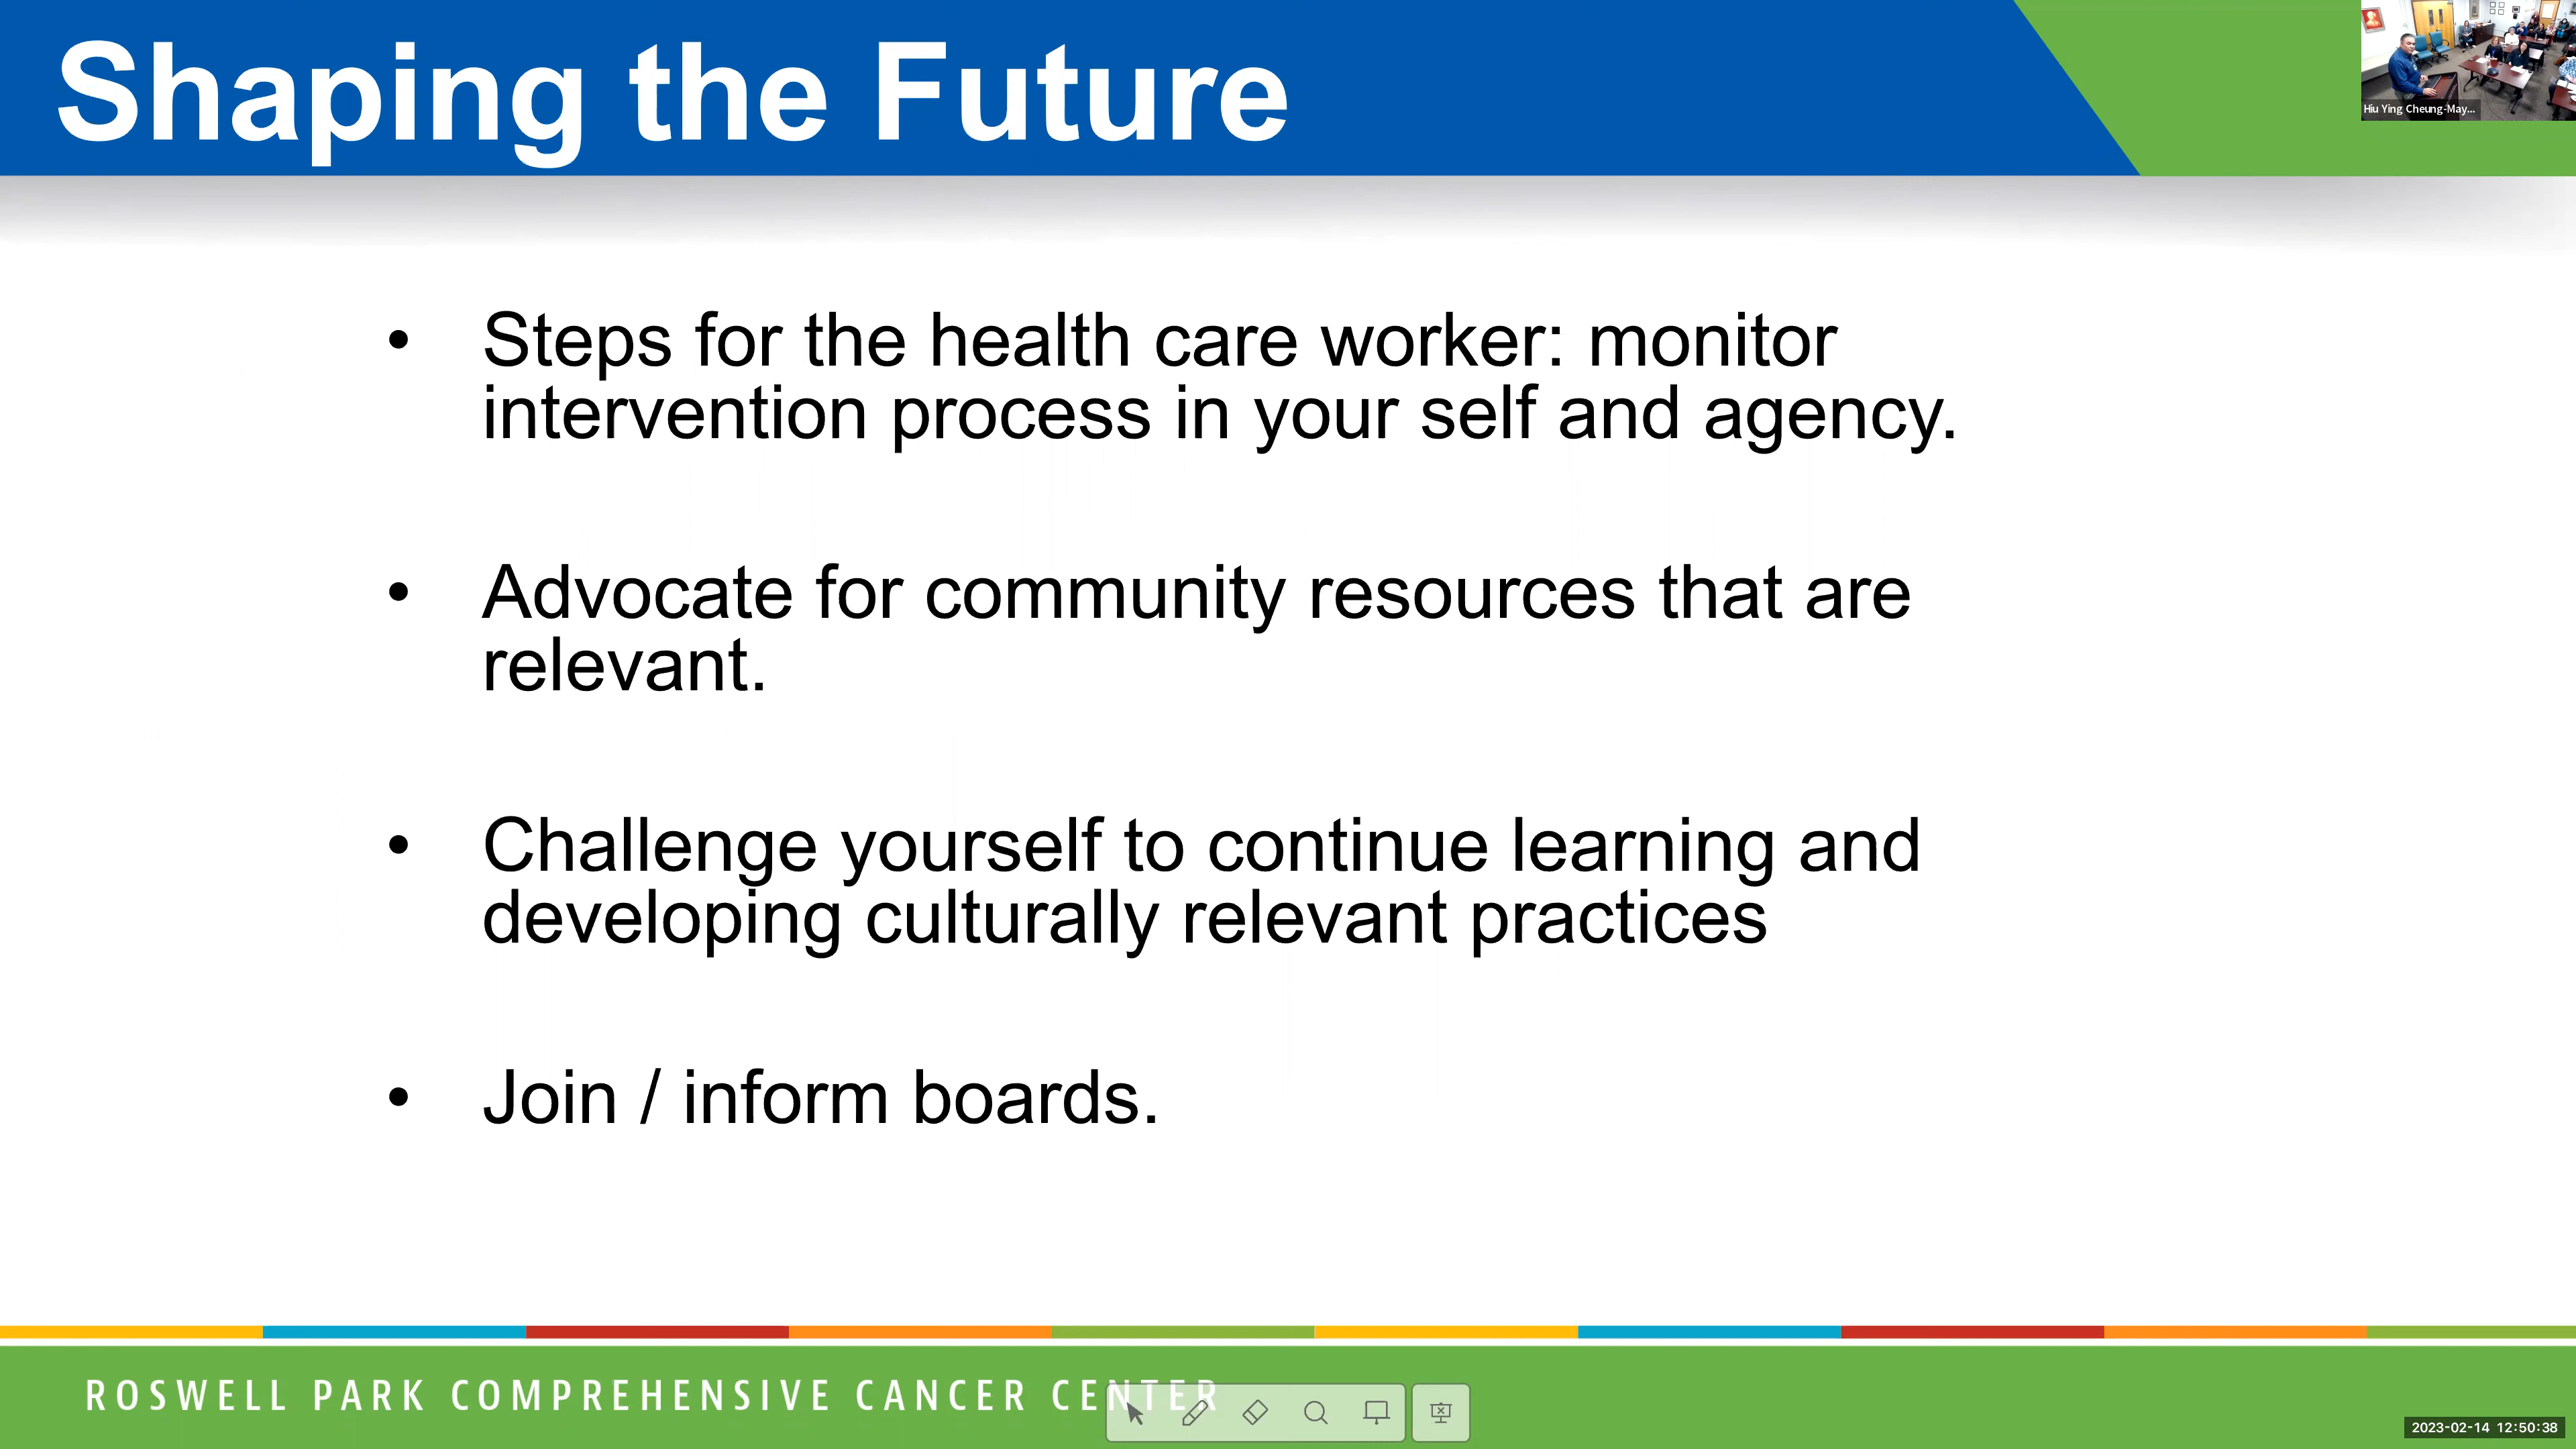 Shaping the Future
Hiu Ying Cheung-May...
• Steps for the health care worker: monitor
intervention process in your self and agency.
• Advocate for community resources that are
relevant.
• Challenge yourself to continue learning and
developing culturally relevant practices
• Join / inform boards.
ROSWELL PARK COMPREHENSIVE CANCER CENTER
2023-02-14 12:50:38